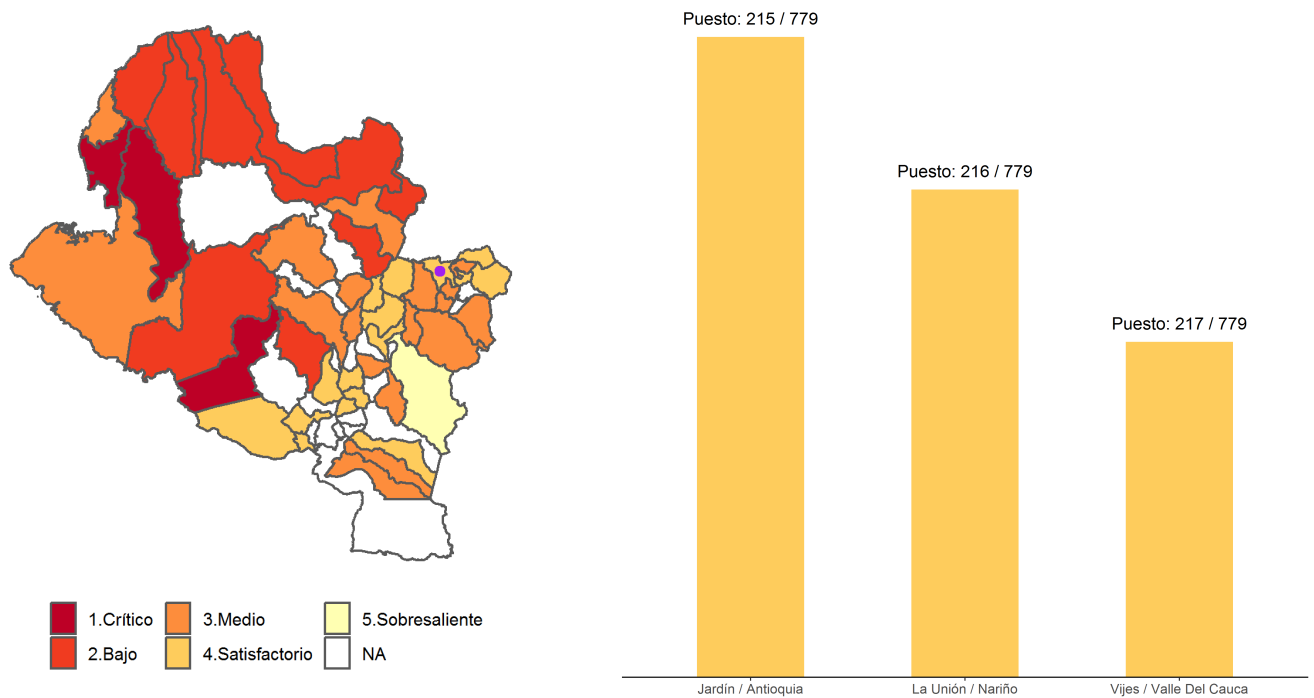 Puesto: 215 / 779
Puesto: 216 / 779
Puesto: 217 / 779
Jardín / Antioquia
La Unión / Nariño
Vijes / Valle Del Cauca
1.Crítico
3.Medio
5.Sobresaliente
2.Bajo
4.Satisfactorio
NA